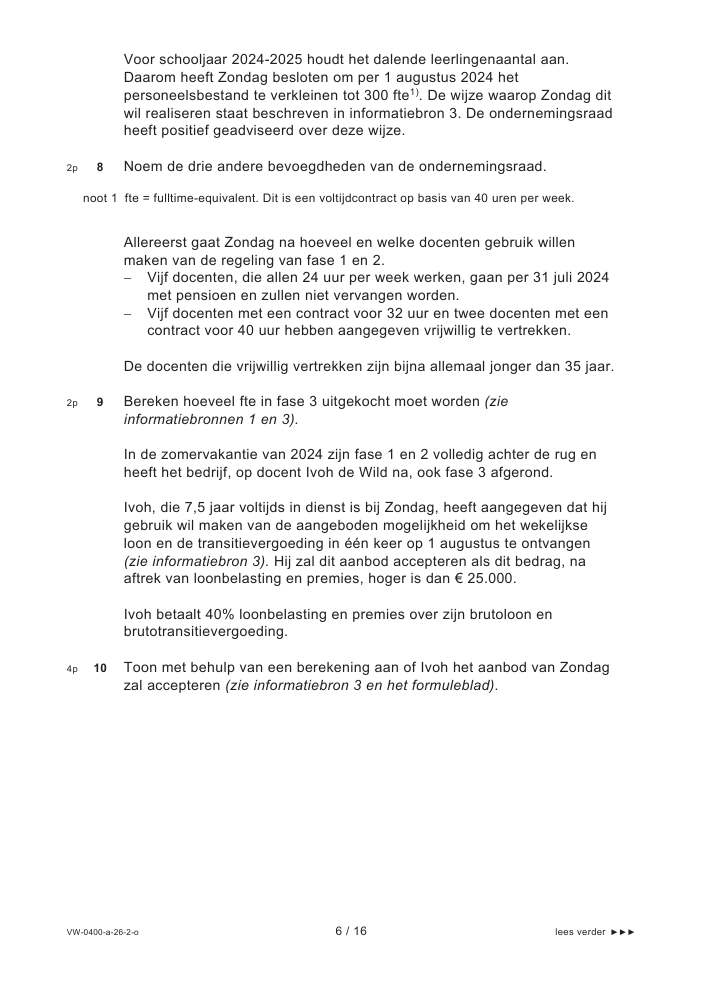 Voor schooljaar 2024-2025 houdt het dalende leerlingenaantal aan.
Daarom heeft Zondag besloten om per 1 augustus 2024 het
personeelsbestand te verkleinen tot 300 fte1). De wijze waarop Zondag dit
wil realiseren staat beschreven in informatiebron 3. De ondernemingsraad
heeft positief geadviseerd over deze wijze.
2p 8 Noem de drie andere bevoegdheden van de ondernemingsraad.
noot 1 fte = fulltime-equivalent. Dit is een voltijdcontract op basis van 40 uren per week.
Allereerst gaat Zondag na hoeveel en welke docenten gebruik willen
maken van de regeling van fase 1 en 2.
– Vijf docenten, die allen 24 uur per week werken, gaan per 31 juli 2024
met pensioen en zullen niet vervangen worden.
– Vijf docenten met een contract voor 32 uur en twee docenten met een
contract voor 40 uur hebben aangegeven vrijwillig te vertrekken.
De docenten die vrijwillig vertrekken zijn bijna allemaal jonger dan 35 jaar.
2p 9 Bereken hoeveel fte in fase 3 uitgekocht moet worden (zie
informatiebronnen 1 en 3).
In de zomervakantie van 2024 zijn fase 1 en 2 volledig achter de rug en
heeft het bedrijf, op docent Ivoh de Wild na, ook fase 3 afgerond.
Ivoh, die 7,5 jaar voltijds in dienst is bij Zondag, heeft aangegeven dat hij
gebruik wil maken van de aangeboden mogelijkheid om het wekelijkse
loon en de transitievergoeding in één keer op 1 augustus te ontvangen
(zie informatiebron 3). Hij zal dit aanbod accepteren als dit bedrag, na
aftrek van loonbelasting en premies, hoger is dan € 25.000.
Ivoh betaalt 40% loonbelasting en premies over zijn brutoloon en
brutotransitievergoeding.
4p 10 Toon met behulp van een berekening aan of Ivoh het aanbod van Zondag
zal accepteren (zie informatiebron 3 en het formuleblad).
VW-0400-a-26-2-o 6 / 16 lees verder ►►►